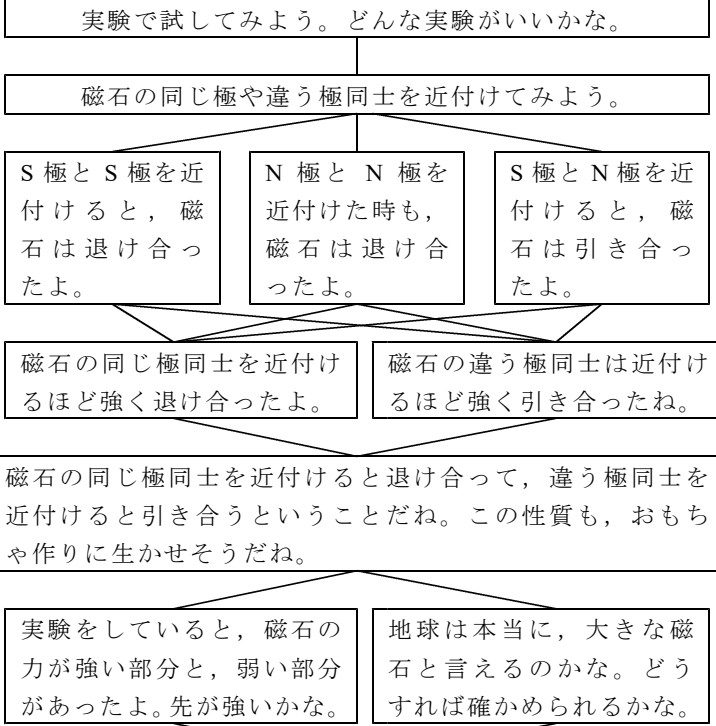 実験で試してみよう。どんな実験がいいかな。
磁石の同じ極や違う極同士を近付けてみよう。
S 極と S 極を近
付けると，磁
石は退け合っ
たよ。
N 極と N 極を
近付けた時も，
磁石は退け合
ったよ。
S 極と N 極を近
付けると，磁
石は引き合っ
たよ。
磁石の同じ極同士を近付け
るほど強く退け合ったよ。
磁石の違う極同士は近付け
るほど強く引き合ったね。
磁石の同じ極同士を近付けると退け合って，違う極同士を
近付けると引き合うということだね。この性質も，おもち
ゃ作りに生かせそうだね。
実験をしていると，磁石の
力が強い部分と，弱い部分
があったよ。先が強いかな。
地球は本当に，大きな磁
石と言えるのかな。どう
すれば確かめられるかな。